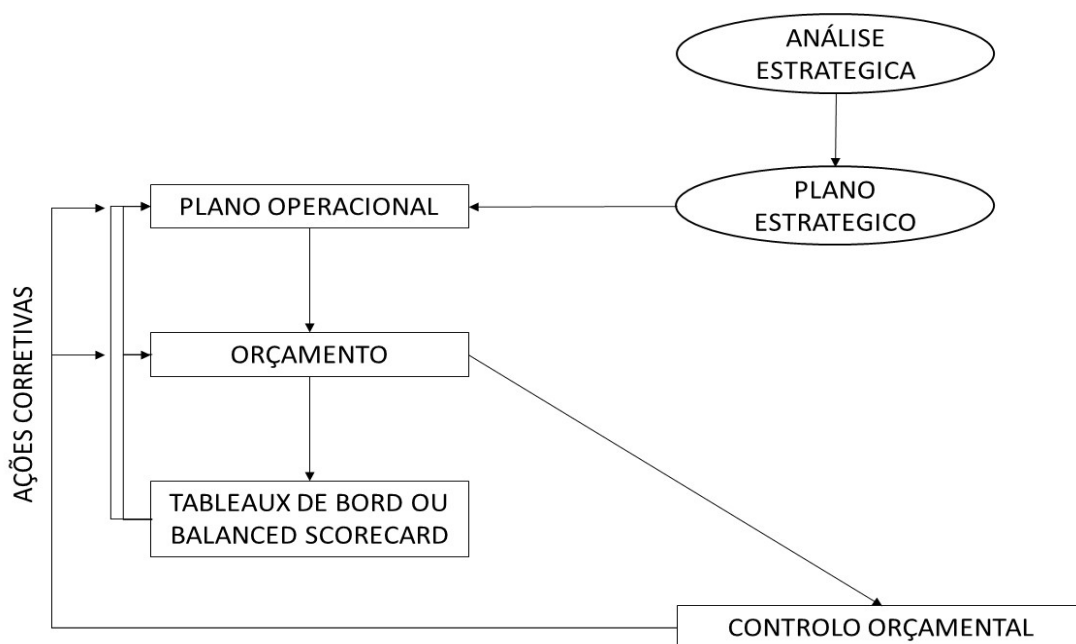 ANÁLISE
ESTRATEGICA
PLANO OPERACIONAL
PLANO
ESTRATEGICO
AÇÕES CORRETIVAS
ORÇAMENTO
TABLEAUX DE BORD OU
BALANCED SCORECARD
CONTROLO ORÇAMENTAL